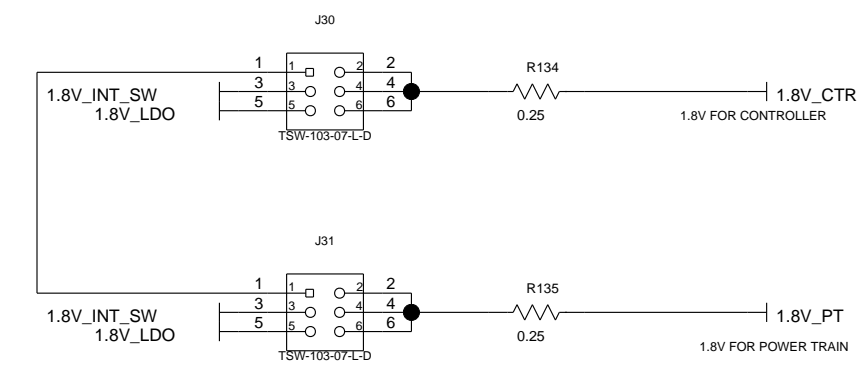 J30
1 1 2 2
1.8V_INT_SW 3 3 4 4
1.8V_LDO 5 5 6 6
TSW-103-07-L-D
R134
0.25
1.8V_CTR
1.8V FOR CONTROLLER
J31
1 1 2 2
1.8V_INT_SW 3 3 4 4
1.8V_LDO 5 5 6 6
TSW-103-07-L-D
R135
0.25
1.8V_PT
1.8V FOR POWER TRAIN